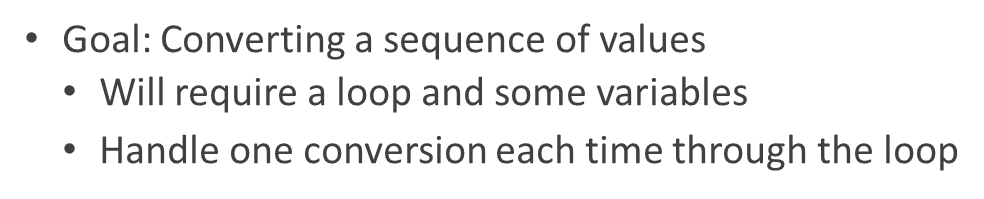 • Goal: Converting a sequence of values
• Will require a loop and some variables
• Handle one conversion each time through the loop